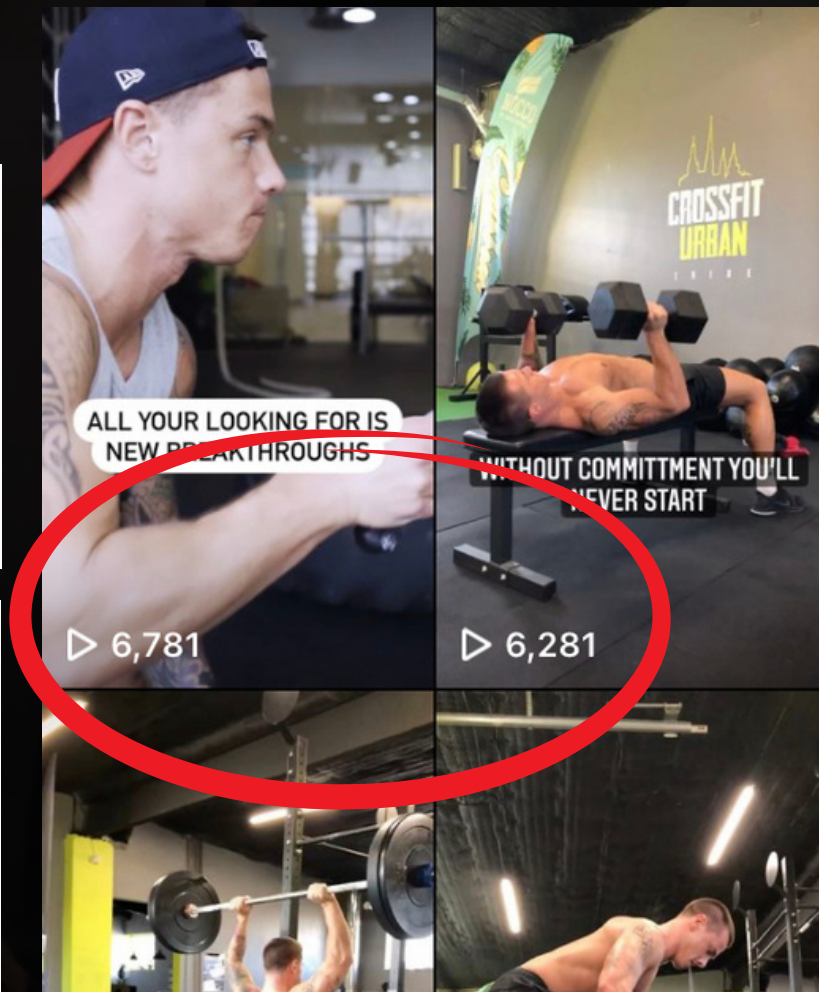 ALL YOUR LOOKING FOR IS
NEW BREAKTHROUGHS
6,781
CROSSFIT
URBAN
WITHOUT COMMITTMENT YOU'LL
NEVER START
6,281